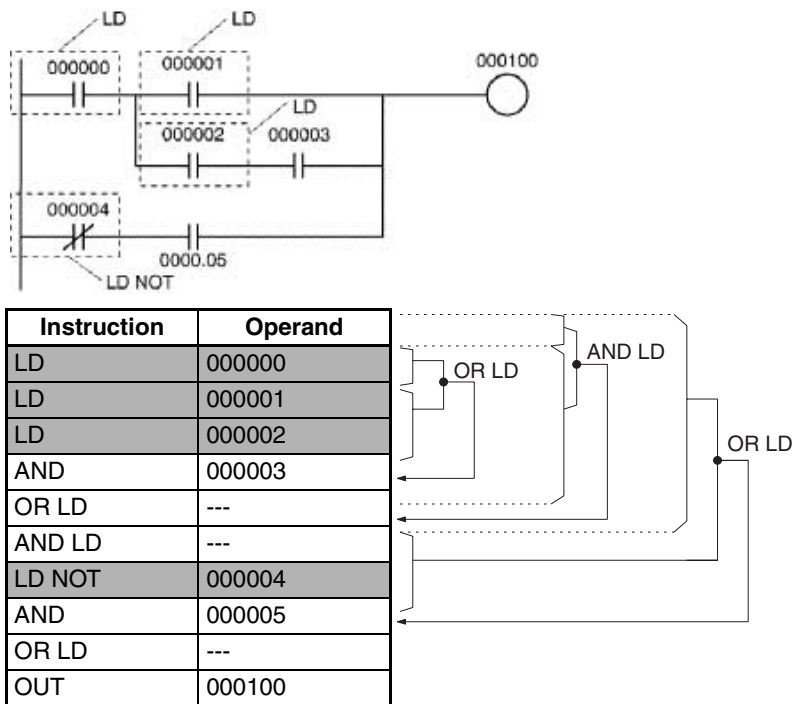 LD LD
000000 000001 000100
LD
000002 000003
000004
0000.05
LD NOT
Instruction Operand
LD 000000
LD 000001
LD 000002
AND 000003
OR LD ---
AND LD ---
LD NOT 000004
AND 000005
OR LD ---
OUT 000100
AND LD
OR LD
OR LD